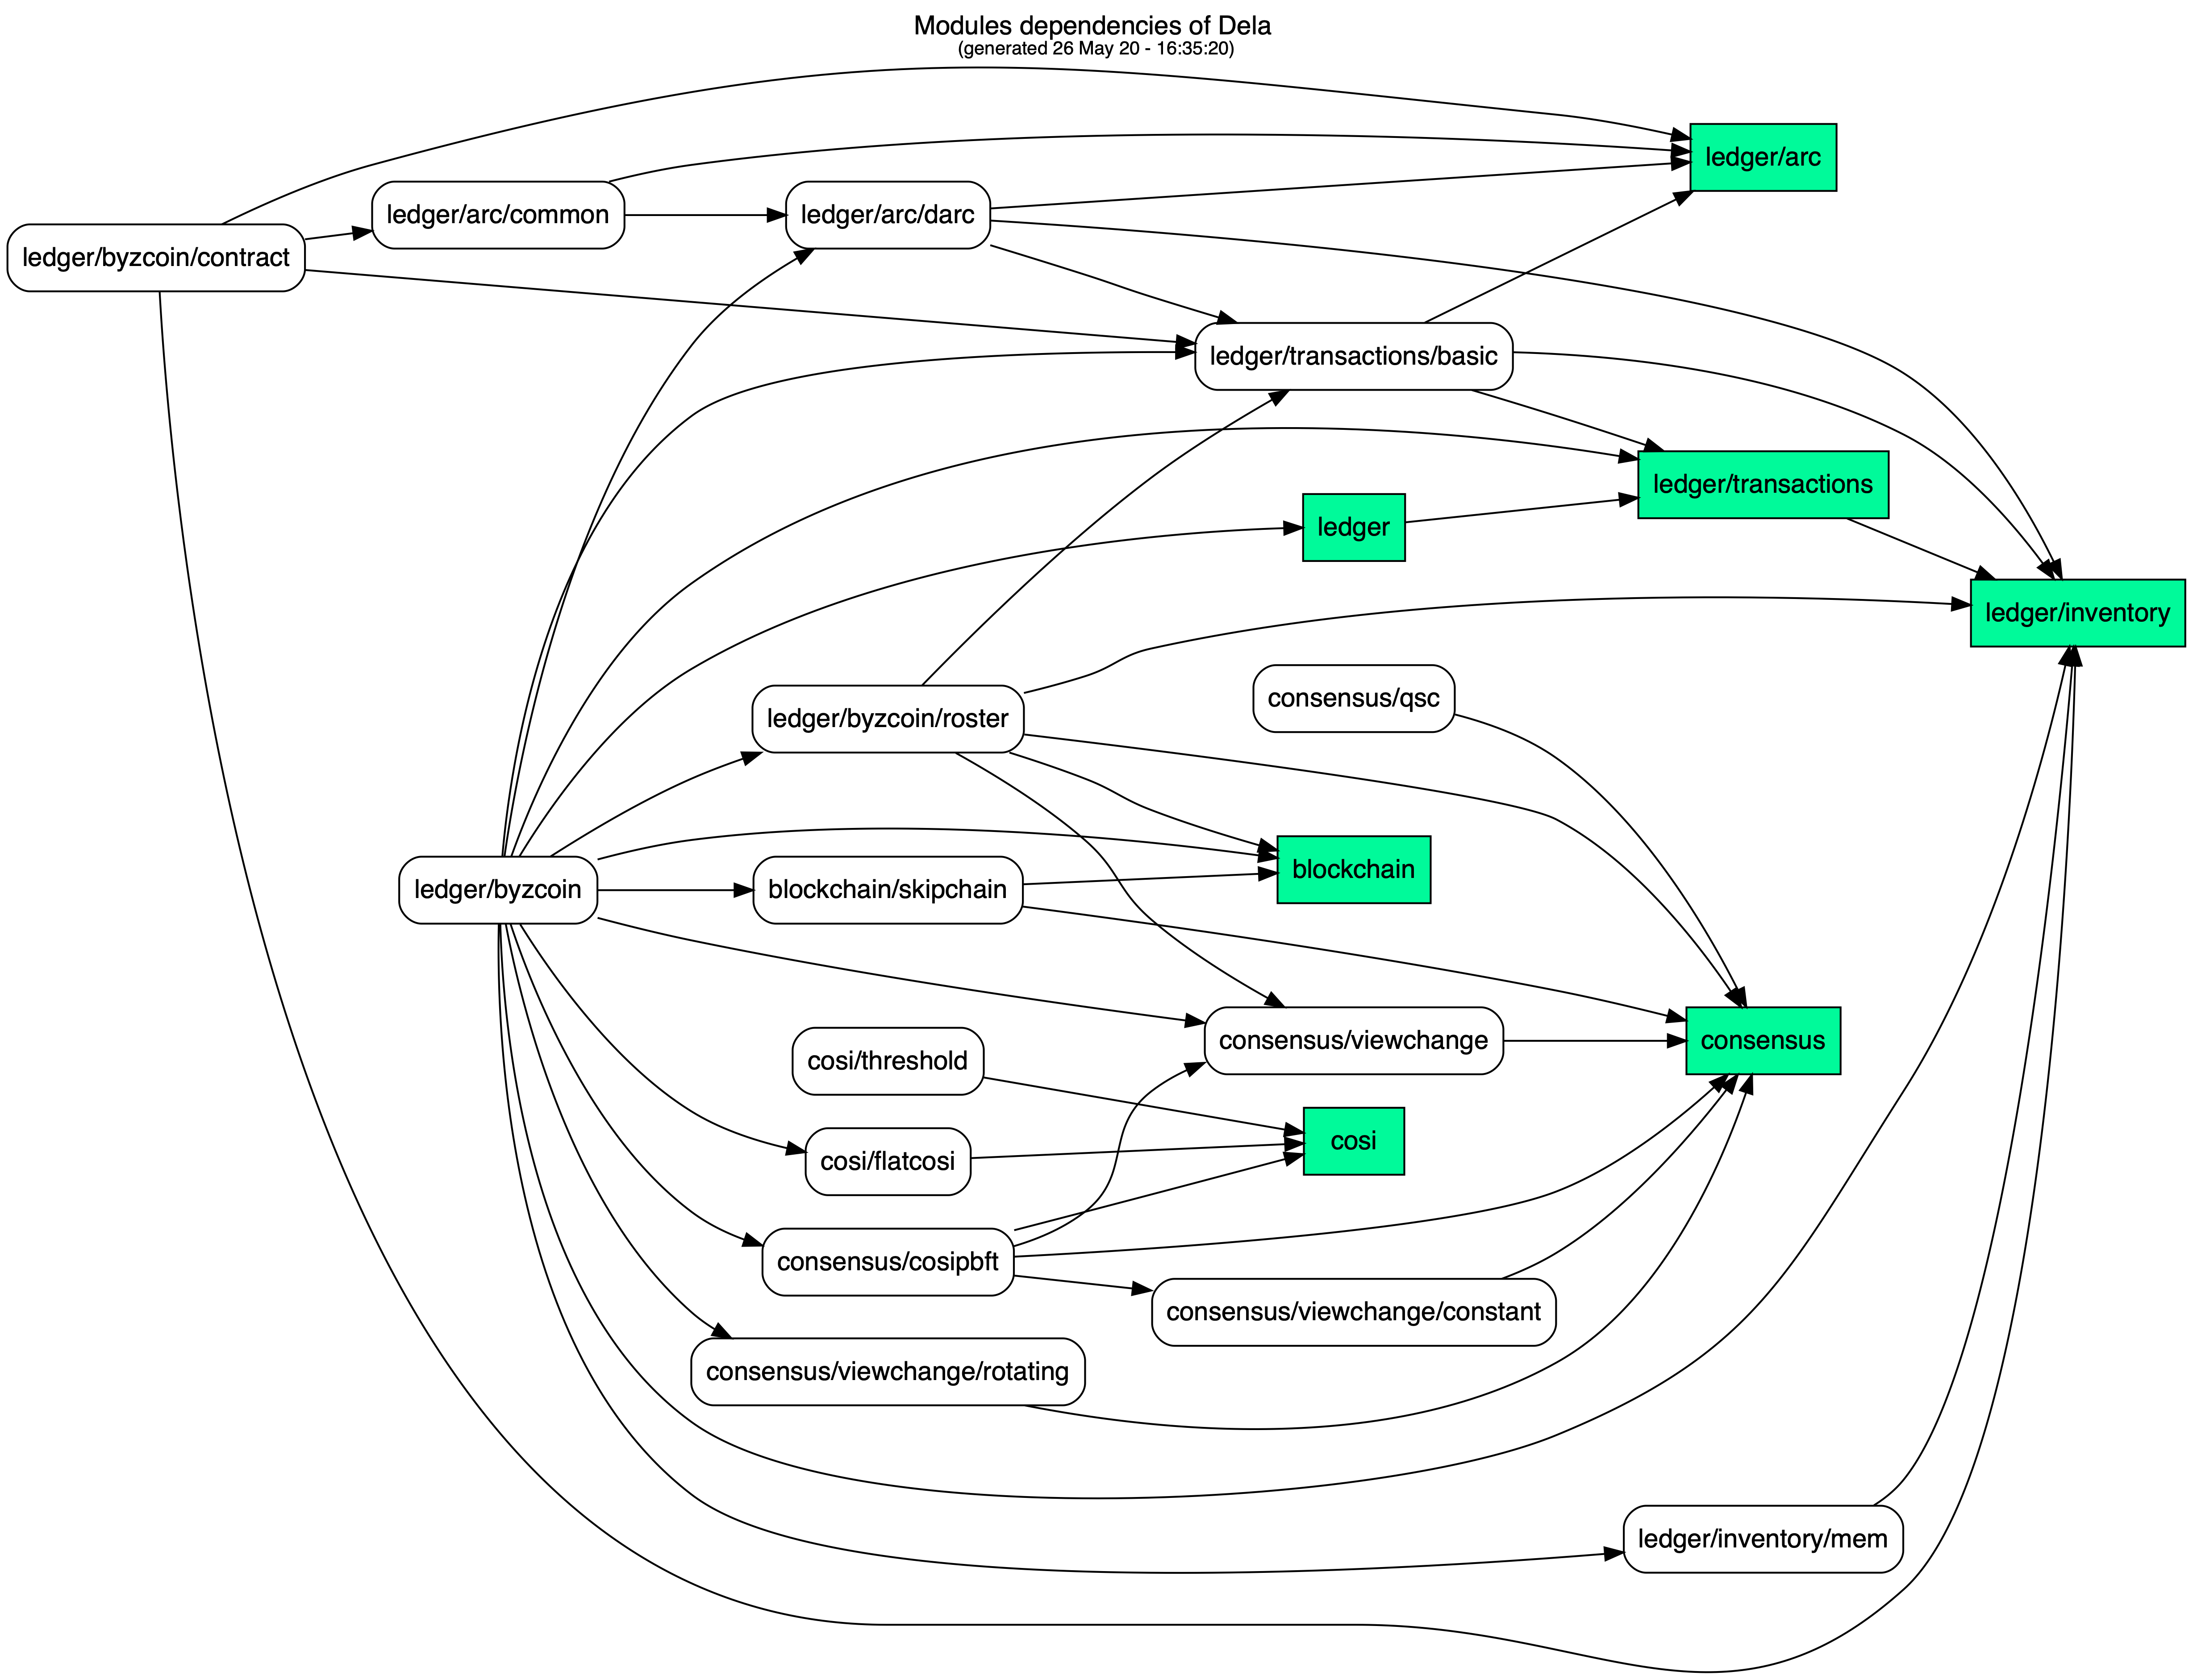 Modules dependencies of Dela
(generated 26 May 20 - 16:35:20)
ledger/arc
ledger/arc/common
ledger/arc/darc
ledger/byzcoin/contract
ledger/transactions/basic
ledger/transactions
ledger
ledger/inventory
consensus/qsc
ledger/byzcoin/roster
blockchain
ledger/byzcoin
blockchain/skipchain
consensus/viewchange
consensus
cosi/threshold
cosi
cosi/flatcosi
consensus/cosipbft
consensus/viewchange/constant
consensus/viewchange/rotating
ledger/inventory/mem